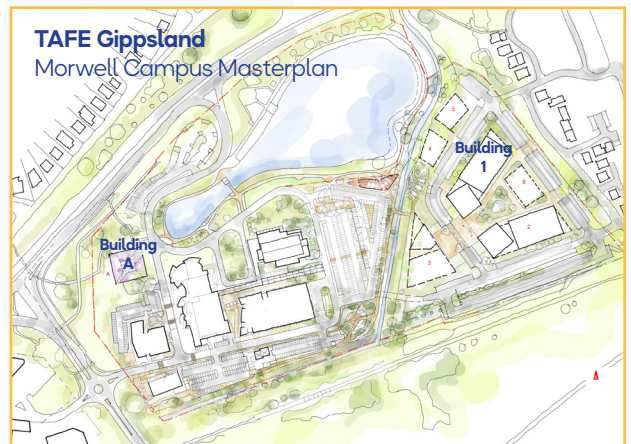 TAFE Gippsland
Morwell Campus Masterplan
5
4
Building
1
6
2
3
Building
A
A